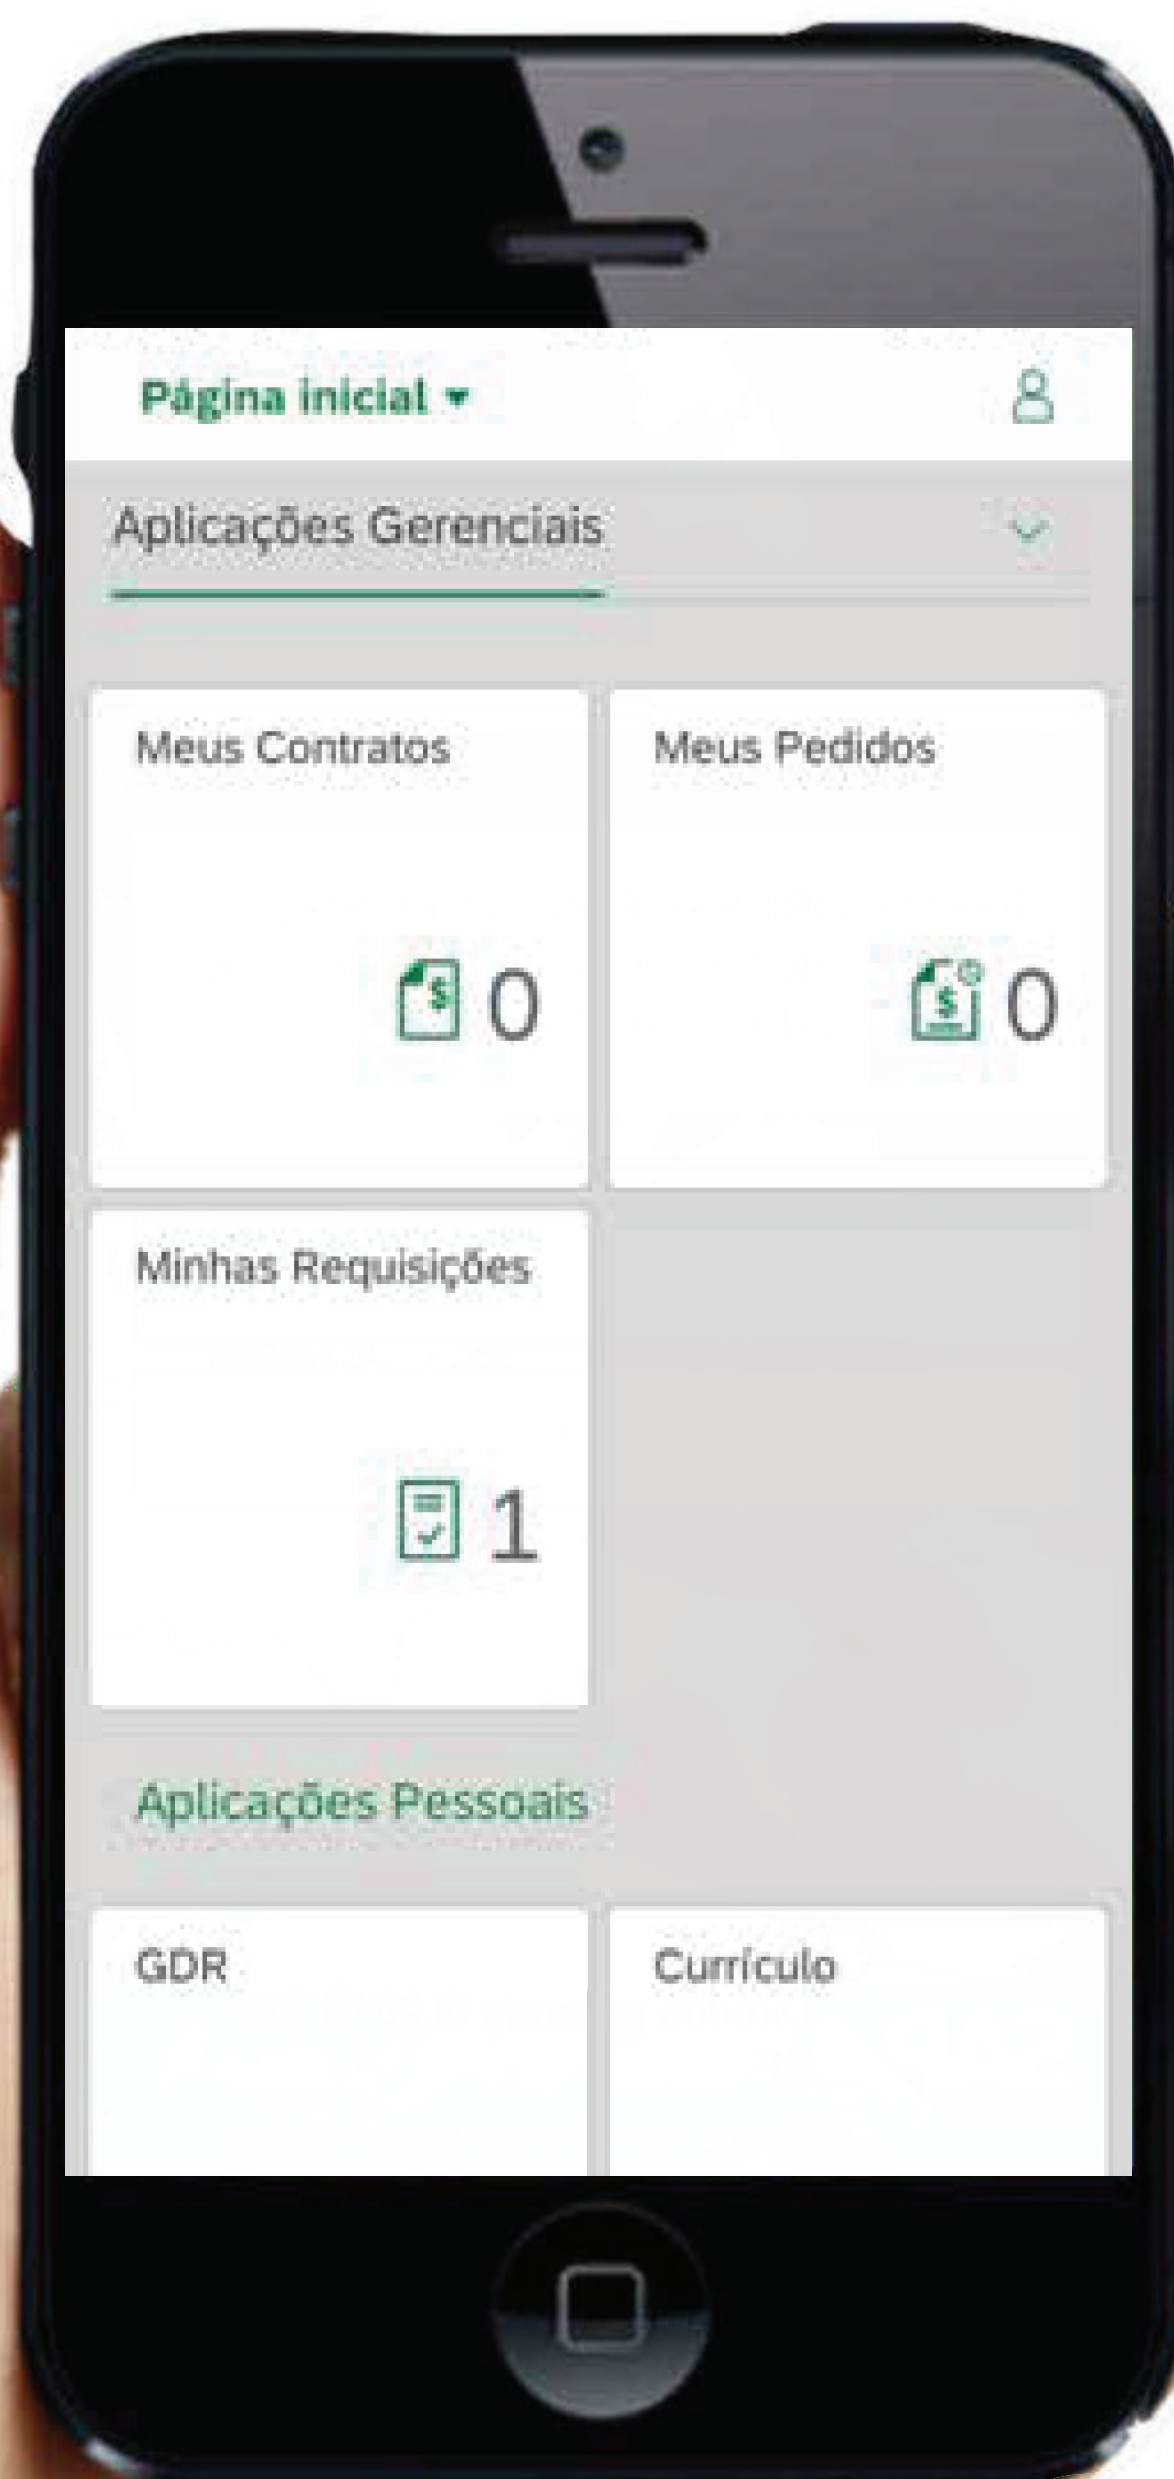 Página inicial
Aplicações Gerenciais
Meus Contratos
0
Meus Pedidos
0
Minhas Requisições
1
Aplicações Pessoais
GDR
Currículo